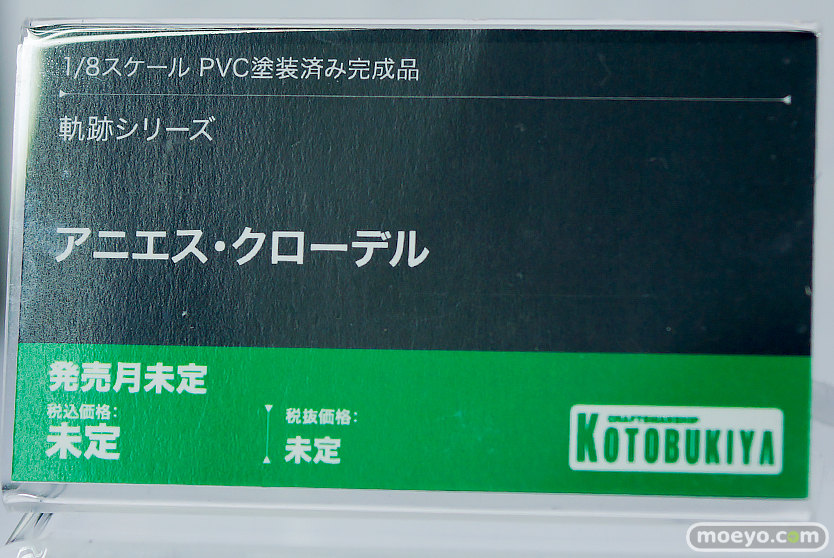 1/8スケール PVC塗装済み完成品
軌跡シリーズ
アニエス・クローデル
発売月未定
税込価格:
未定
税抜価格:
未定
CRAFTSMANSHIP
KOTOBUKIYA
moeyo.com